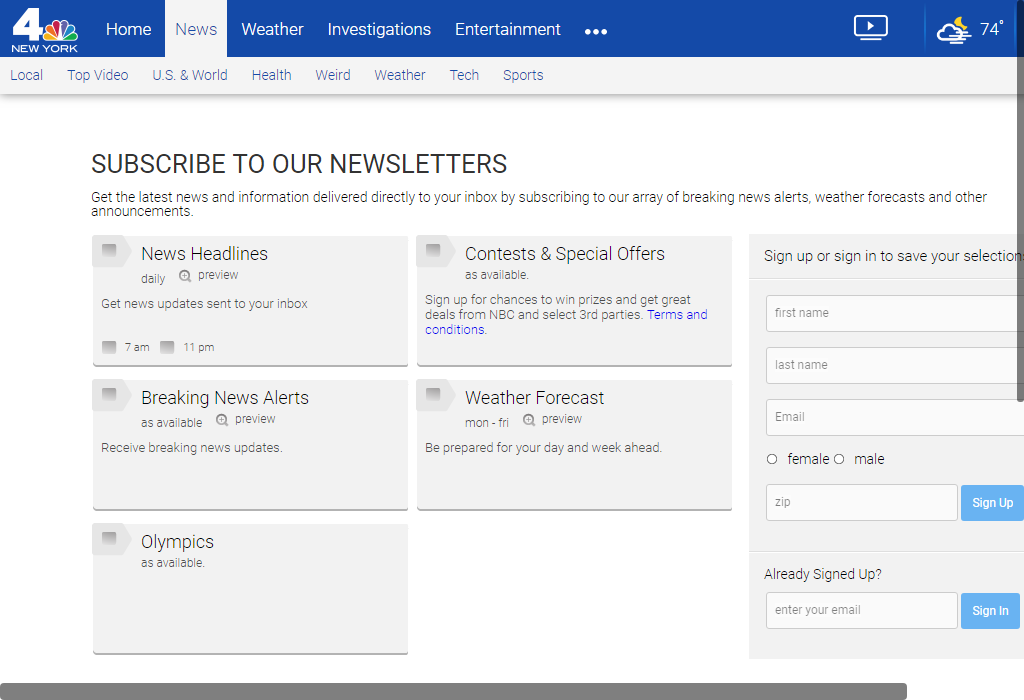 4
NEW YORK
Home News Weather Investigations Entertainment
74°
Local Top Video U.S. & World Health Weird Weather Tech Sports
SUBSCRIBE TO OUR NEWSLETTERS
Get the latest news and information delivered directly to your inbox by subscribing to our array of breaking news alerts, weather forecasts and other
announcements.
News Headlines
daily preview
Get news updates sent to your inbox
7 am 11 pm
Contests & Special Offers
as available.
Sign up for chances to win prizes and get great
deals from NBC and select 3rd parties. Terms and
conditions.
Breaking News Alerts
as available preview
Receive breaking news updates.
Weather Forecast
mon - fri preview
Be prepared for your day and week ahead.
Olympics
as available.
Sign up or sign in to save your selection
first name
last name
Email
female male
zip Sign Up
Already Signed Up?
enter your email Sign In